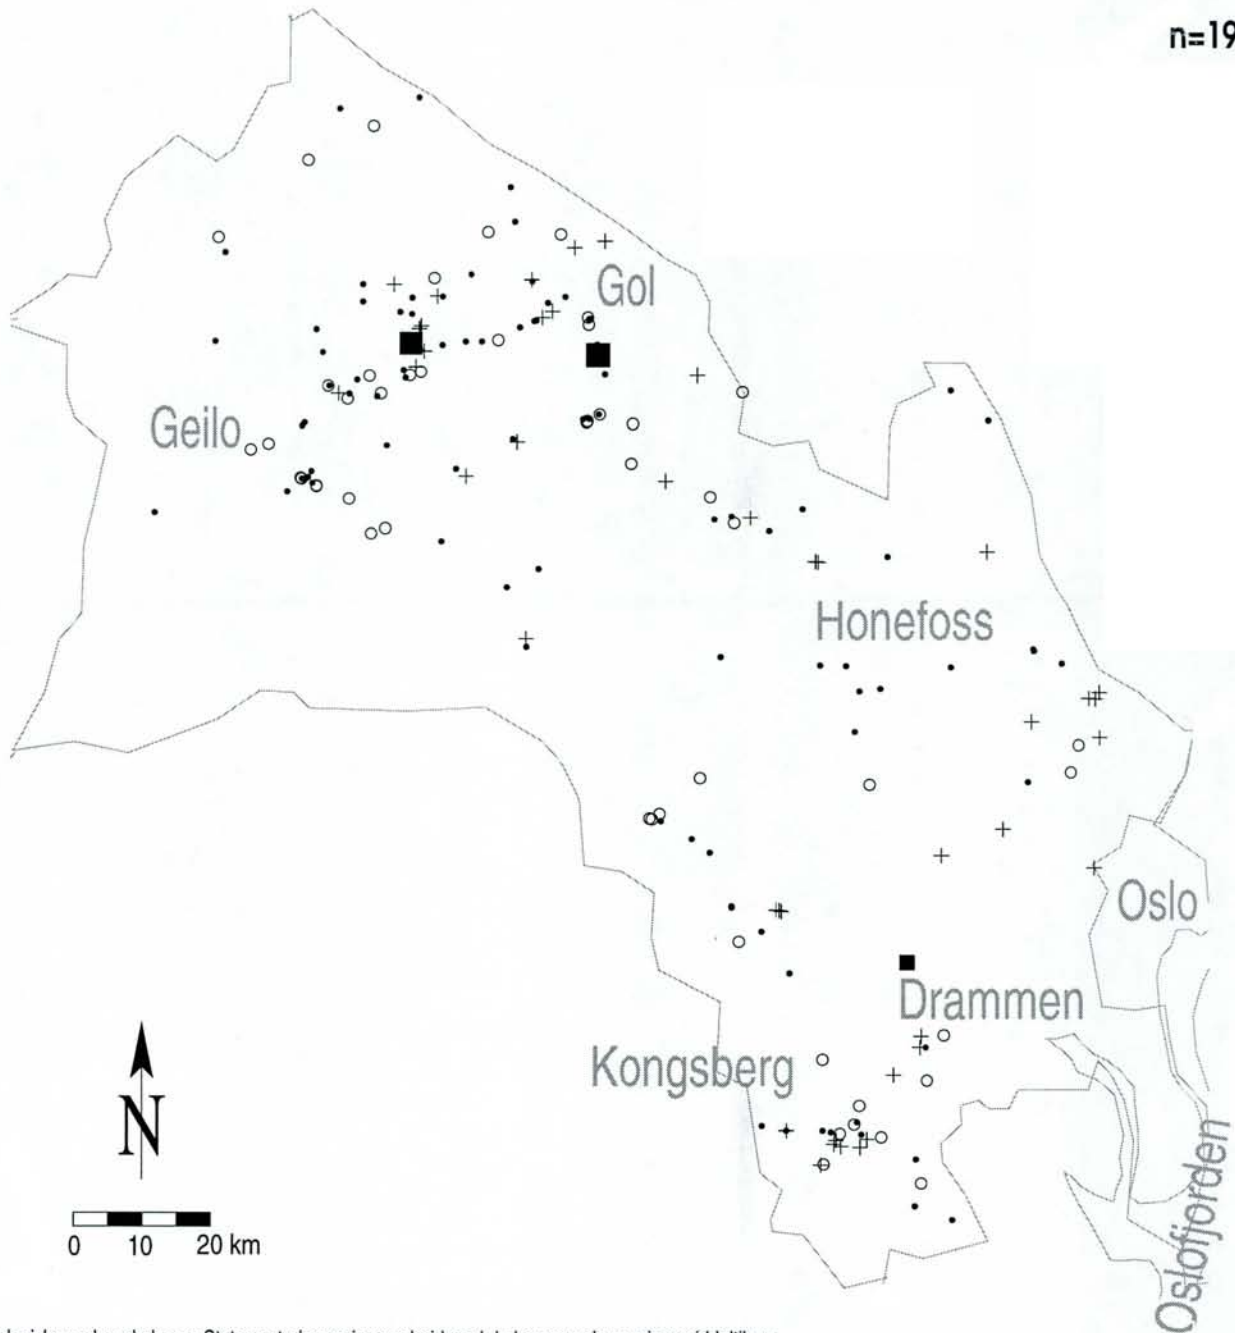 n=19
Gol
Geilo
Honefoss
Oslo
Drammen
Kongsberg
N
0 10 20 km
Oslofjorden